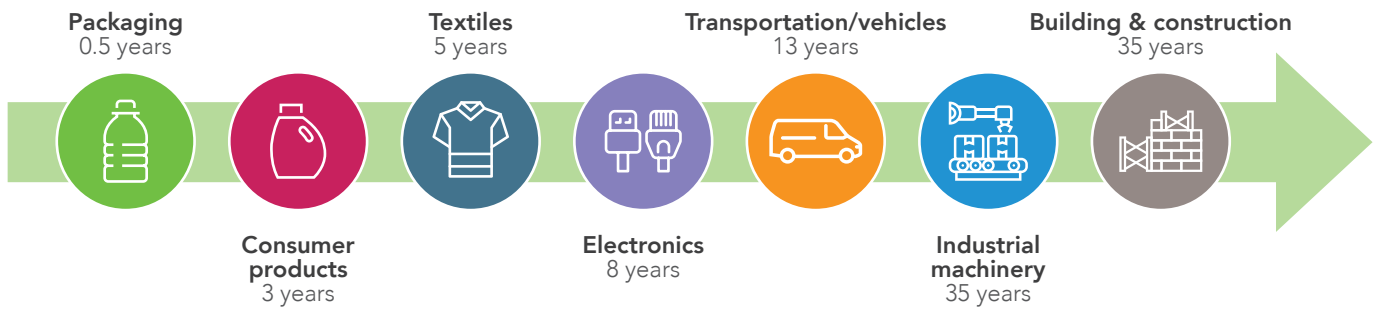 Packaging
0.5 years
Consumer
products
3 years
Textiles
5 years
Electronics
8 years
Transportation/vehicles
13 years
Industrial
machinery
35 years
Building & construction
35 years